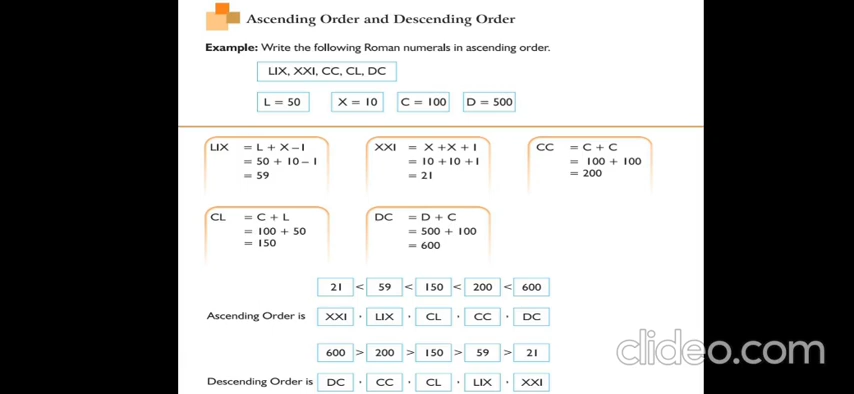 Ascending Order and Descending Order
Example: Write the following Roman numerals in ascending order.
LIX, XXI, CC, CL, DC
L = 50 X = 10 C = 100 D = 500
LIX = L + X – I
= 50 + 10 – 1
= 59
XXI = X + X + I
= 10 + 10 + 1
= 21
CC = C + C
= 100 + 100
= 200
CL = C + L
= 100 + 50
= 150
DC = D + C
= 500 + 100
= 600
21 < 59 < 150 < 200 < 600
Ascending Order is XXI . LIX . CL . CC . DC
600 > 200 > 150 > 59 > 21
clideo.com
Descending Order is DC . CC . CL . LIX . XXI